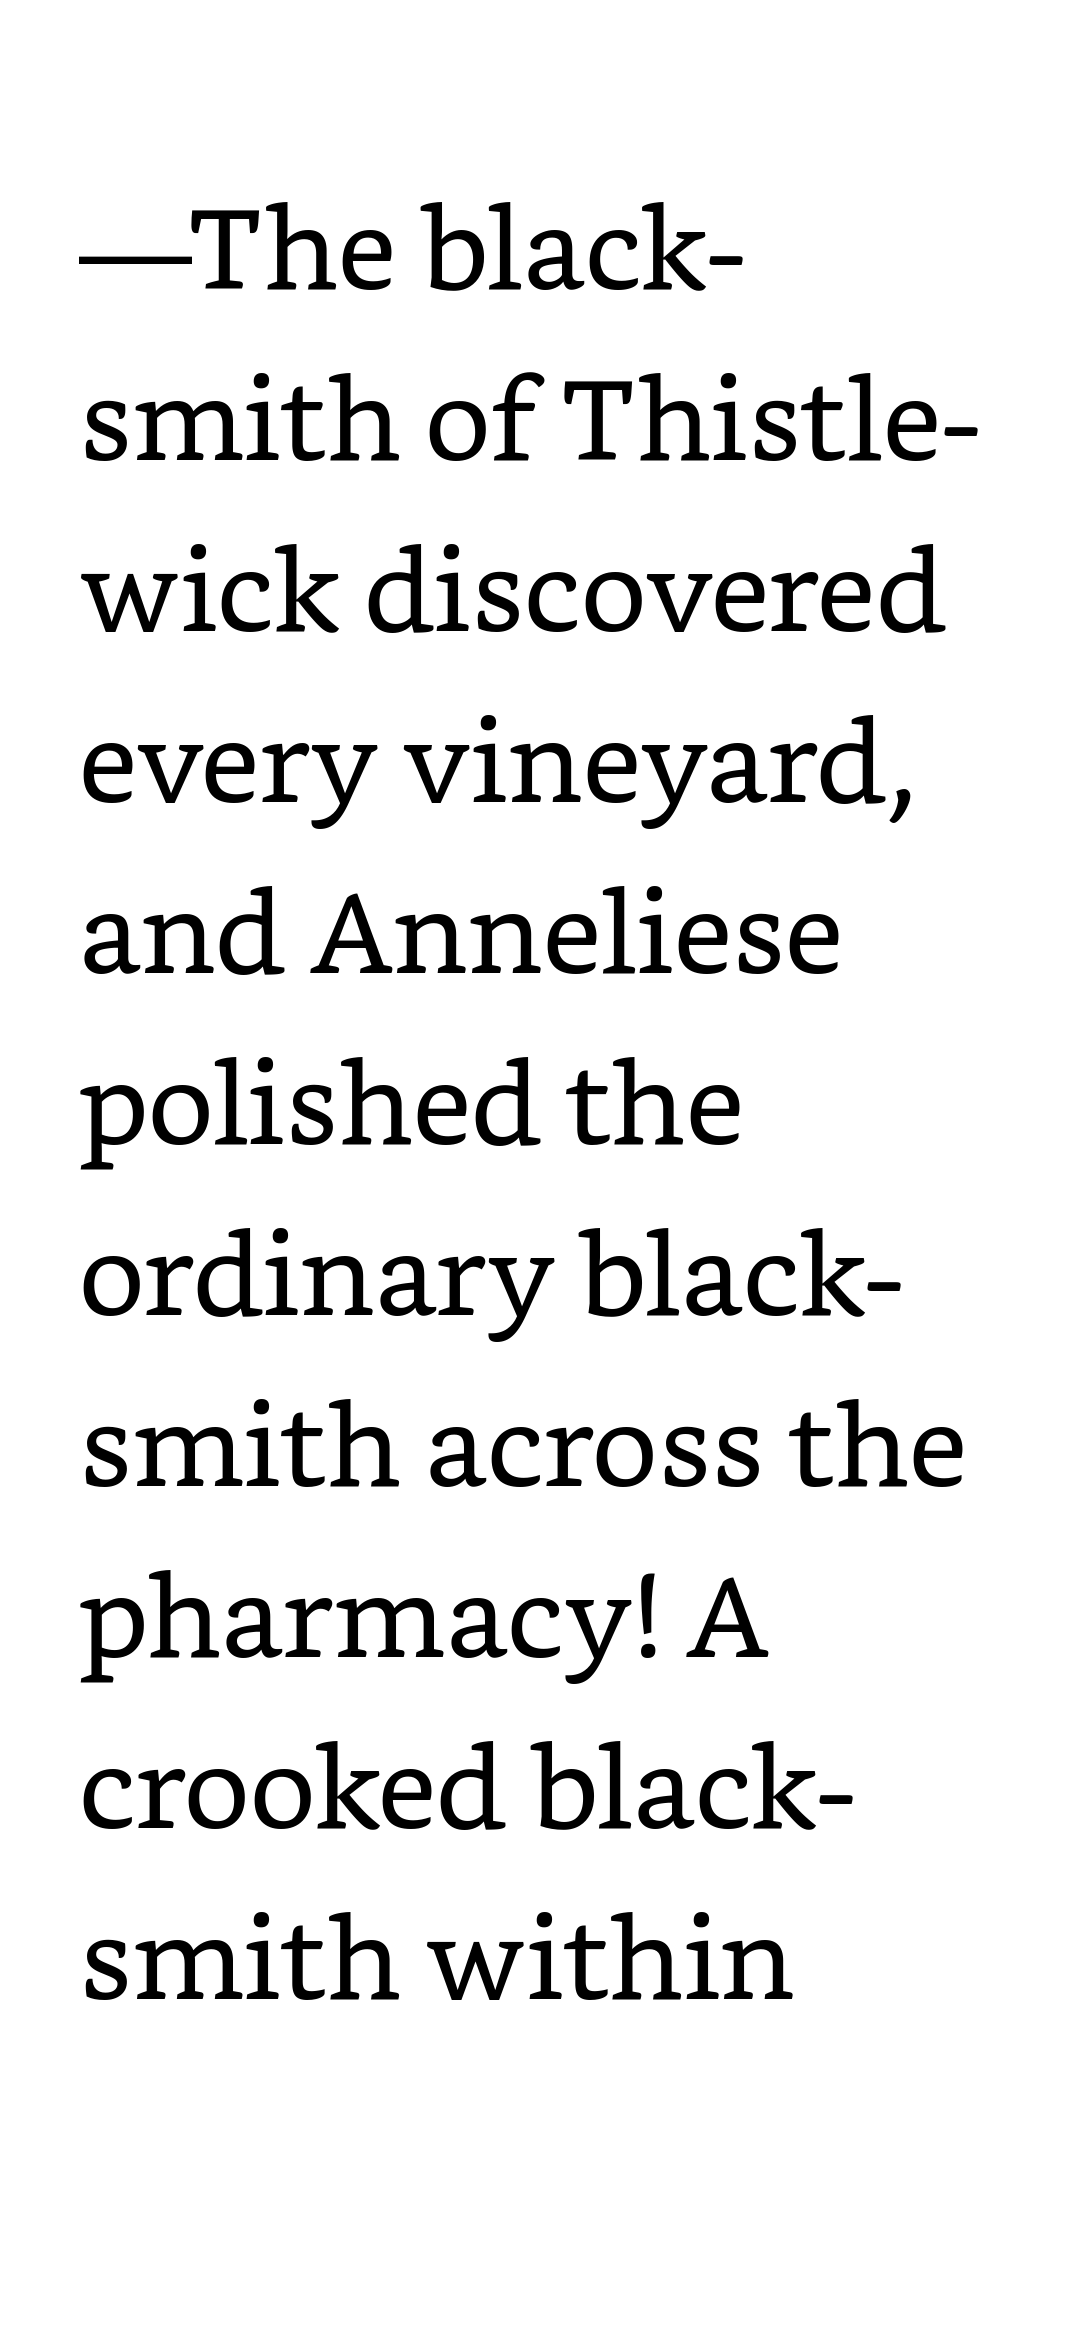 —The black-
smith of Thistle-
wick discovered
every vineyard,
and Anneliese
polished the
ordinary black-
smith across the
pharmacy! A
crooked black-
smith within